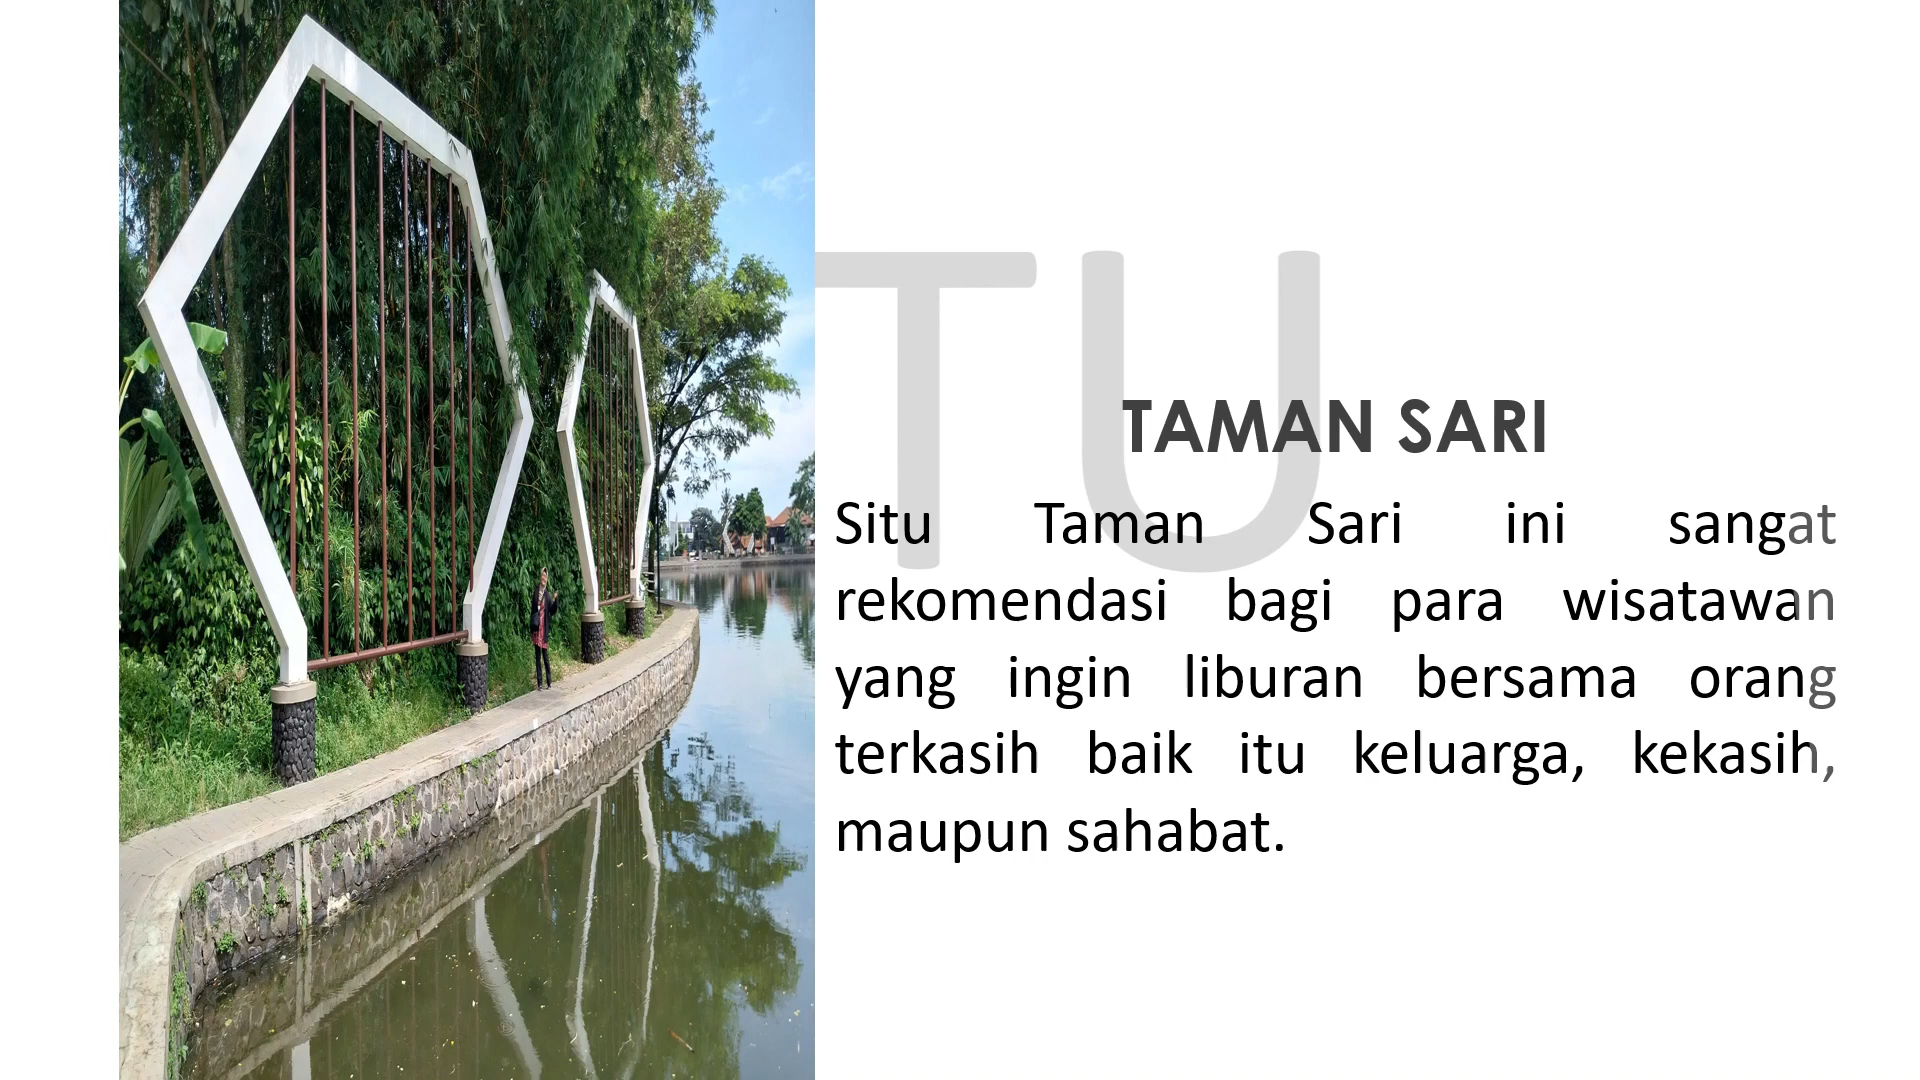 TU
TAMAN SARI
Situ Taman Sari ini sangat
rekomendasi bagi para wisatawan
yang ingin liburan bersama orang
terkasih baik itu keluarga, kekasih,
maupun sahabat.